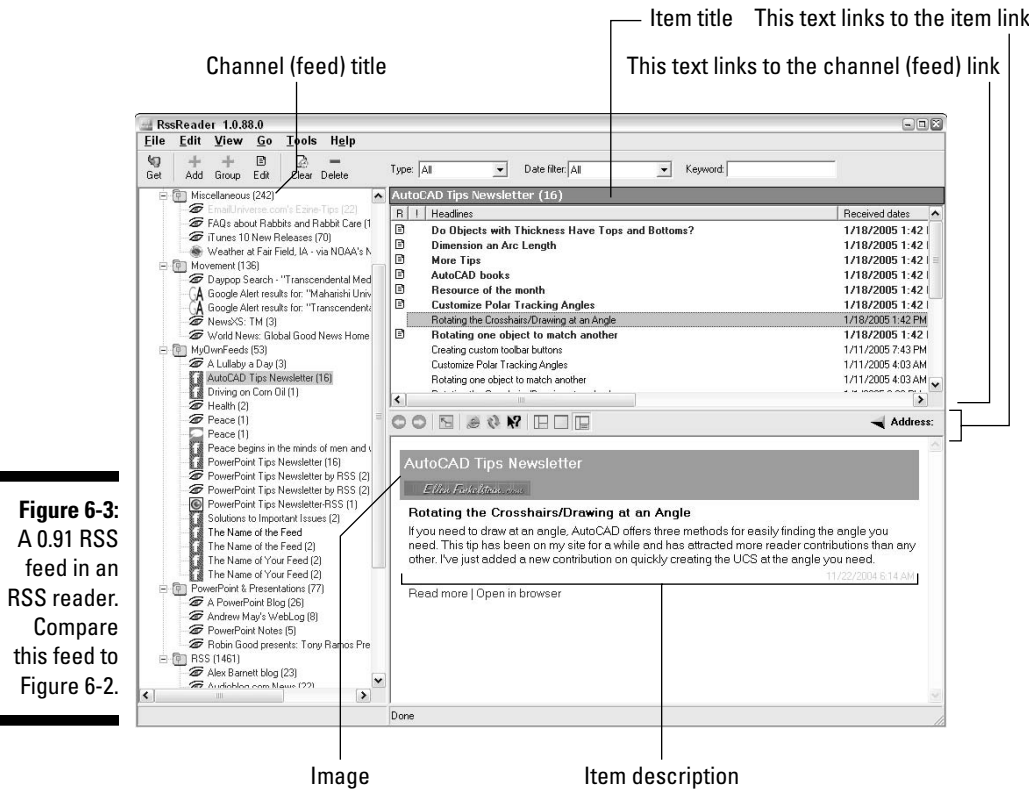 Item title This text links to the item link
Channel (feed) title
This text links to the channel (feed) link
RssReader 1.0.88.0
File Edit View Go Tools Help
Get Add Group Edit Clear Delete
Type: All Date filter: All Keyword:
Miscellaneous (242)
EmailUniverse.com's Ezine-Tips (22)
FAQs about Rabbits and Rabbit Care (1
iTunes 10 New Releases (70)
Weather at Fair Field, IA - via NOAA's N
Movement (136)
Daypop Search - "Transcendental Med
Google Alert results for: "Maharishi Univ
Google Alert results for: "Transcendenta
NewsXS: TM (3)
World News: Global Good News Home
MyOwnFeeds (53)
A Lullaby a Day (3)
AutoCAD Tips Newsletter (16)
Driving on Corn Oil (1)
Health (2)
Peace (1)
Peace (1)
Peace begins in the minds of men and
PowerPoint Tips Newsletter (16)
PowerPoint Tips Newsletter by RSS (2)
PowerPoint Tips Newsletter by RSS (2)
PowerPoint Tips Newsletter-RSS (1)
Solutions to Important Issues (2)
The Name of the Feed
The Name of the Feed (2)
The Name of Your Feed (2)
The Name of Your Feed (2)
PowerPoint & Presentations (77)
A PowerPoint Blog (26)
Andrew May's WebLog (8)
PowerPoint Notes (5)
Robin Good presents: Tony Ramos Pre
RSS (1461)
Alex Barnett blog (23)
Audioblog.com News (22)
AutoCAD Tips Newsletter (16)
R ! Headlines Received dates
Do Objects with Thickness Have Tops and Bottoms? 1/18/2005 1:42
Dimension an Arc Length 1/18/2005 1:42
More Tips 1/18/2005 1:42
AutoCAD books 1/18/2005 1:42
Resource of the month 1/18/2005 1:42
Customize Polar Tracking Angles 1/18/2005 1:42
Rotating the Crosshairs/Drawing at an Angle 1/18/2005 1:42 PM
Rotating one object to match another 1/18/2005 1:42
Creating custom toolbar buttons 1/11/2005 7:43 PM
Customize Polar Tracking Angles 1/11/2005 4:03 AM
Rotating one object to match another 1/11/2005 4:03 AM
Address:
AutoCAD Tips Newsletter
Rotating the Crosshairs/Drawing at an Angle
If you need to draw at an angle, AutoCAD offers three methods for easily finding the angle you
need. This tip has been on my site for a while and has attracted more reader contributions than any
other. I've just added a new contribution on quickly creating the UCS at the angle you need.
11/22/2004 6:14 AM
Read more | Open in browser
Done
Figure 6-3:
A 0.91 RSS
feed in an
RSS reader.
Compare
this feed to
Figure 6-2.
Image
Item description